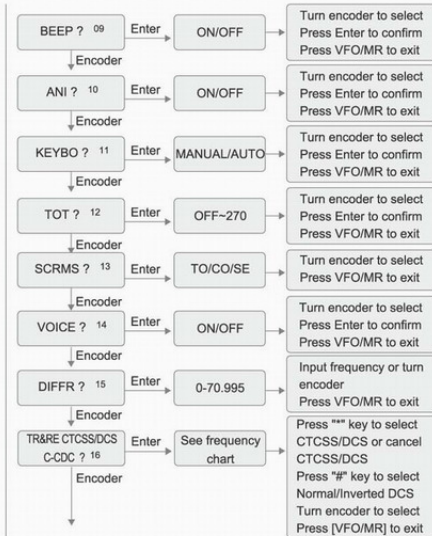 BEEP ? 09
Enter
ON/OFF
Turn encoder to select
Press Enter to confirm
Press VFO/MR to exit
Encoder
ANI ? 10
Enter
ON/OFF
Turn encoder to select
Press Enter to confirm
Press VFO/MR to exit
Encoder
KEYBO ? 11
Enter
MANUAL/AUTO
Turn encoder to select
Press Enter to confirm
Press VFO/MR to exit
Encoder
TOT ? 12
Enter
OFF~270
Turn encoder to select
Press Enter to confirm
Press VFO/MR to exit
Encoder
SCRMS ? 13
Enter
TO/CO/SE
Turn encoder to select
Press VFO/MR to exit
Encoder
VOICE ? 14
Enter
ON/OFF
Turn encoder to select
Press Enter to confirm
Press VFO/MR to exit
Encoder
DIFFR ? 15
Enter
0-70.995
Input frequency or turn
encoder
Press VFO/MR to exit
Encoder
TR&RE CTCSS/DCS
C-CDC ? 16
Enter
See frequency
chart
Press "*" key to select
CTCSS/DCS or cancel
CTCSS/DCS
Press "#" key to select
Normal/Inverted DCS
Turn encoder to select
Press [VFO/MR] to exit
Encoder